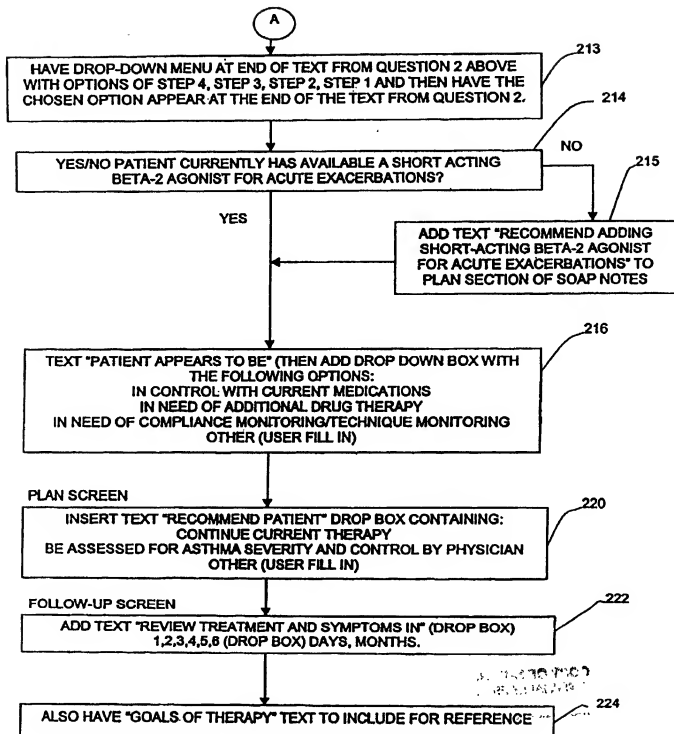 A
213
HAVE DROP-DOWN MENU AT END OF TEXT FROM QUESTION 2 ABOVE
WITH OPTIONS OF STEP 4, STEP 3, STEP 2, STEP 1 AND THEN HAVE THE
CHOSEN OPTION APPEAR AT THE END OF THE TEXT FROM QUESTION 2.
214
YES/NO PATIENT CURRENTLY HAS AVAILABLE A SHORT ACTING
BETA-2 AGONIST FOR ACUTE EXACERBATIONS?
NO
215
YES
ADD TEXT "RECOMMEND ADDING
SHORT-ACTING BETA-2 AGONIST
FOR ACUTE EXACERBATIONS" TO
PLAN SECTION OF SOAP NOTES
216
TEXT "PATIENT APPEARS TO BE" (THEN ADD DROP DOWN BOX WITH
THE FOLLOWING OPTIONS:
IN CONTROL WITH CURRENT MEDICATIONS
IN NEED OF ADDITIONAL DRUG THERAPY
IN NEED OF COMPLIANCE MONITORING/TECHNIQUE MONITORING
OTHER (USER FILL IN)
PLAN SCREEN
220
INSERT TEXT "RECOMMEND PATIENT" DROP BOX CONTAINING:
CONTINUE CURRENT THERAPY
BE ASSESSED FOR ASTHMA SEVERITY AND CONTROL BY PHYSICIAN
OTHER (USER FILL IN)
FOLLOW-UP SCREEN
222
ADD TEXT "REVIEW TREATMENT AND SYMPTOMS IN" (DROP BOX)
1,2,3,4,5,6 (DROP BOX) DAYS, MONTHS.
224
ALSO HAVE "GOALS OF THERAPY" TEXT TO INCLUDE FOR REFERENCE